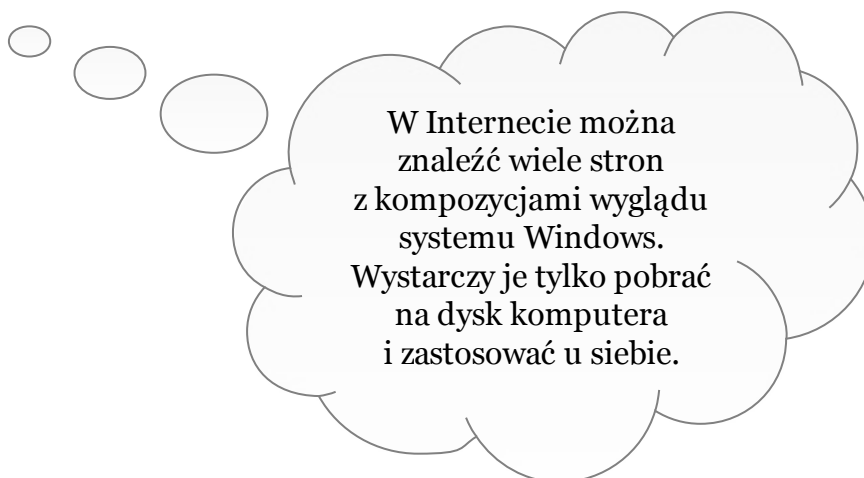 W Internecie można
znaleźć wiele stron
z kompozycjami wyglądu
systemu Windows.
Wystarczy je tylko pobrać
na dysk komputera
i zastosować u siebie.